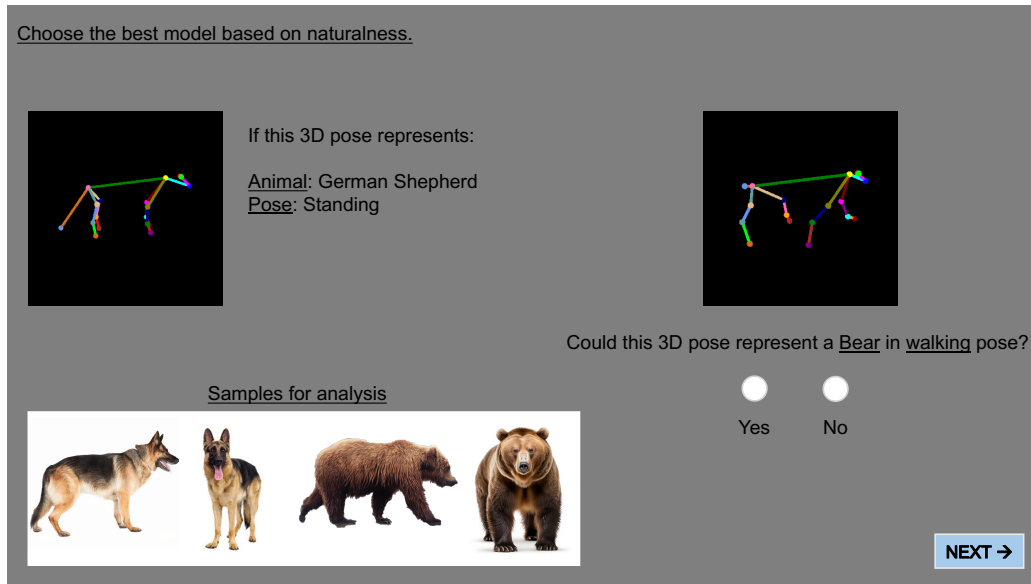 Choose the best model based on naturalness.
If this 3D pose represents:
Animal: German Shepherd
Pose: Standing
Could this 3D pose represent a Bear in walking pose?
Yes
No
Samples for analysis
NEXT →